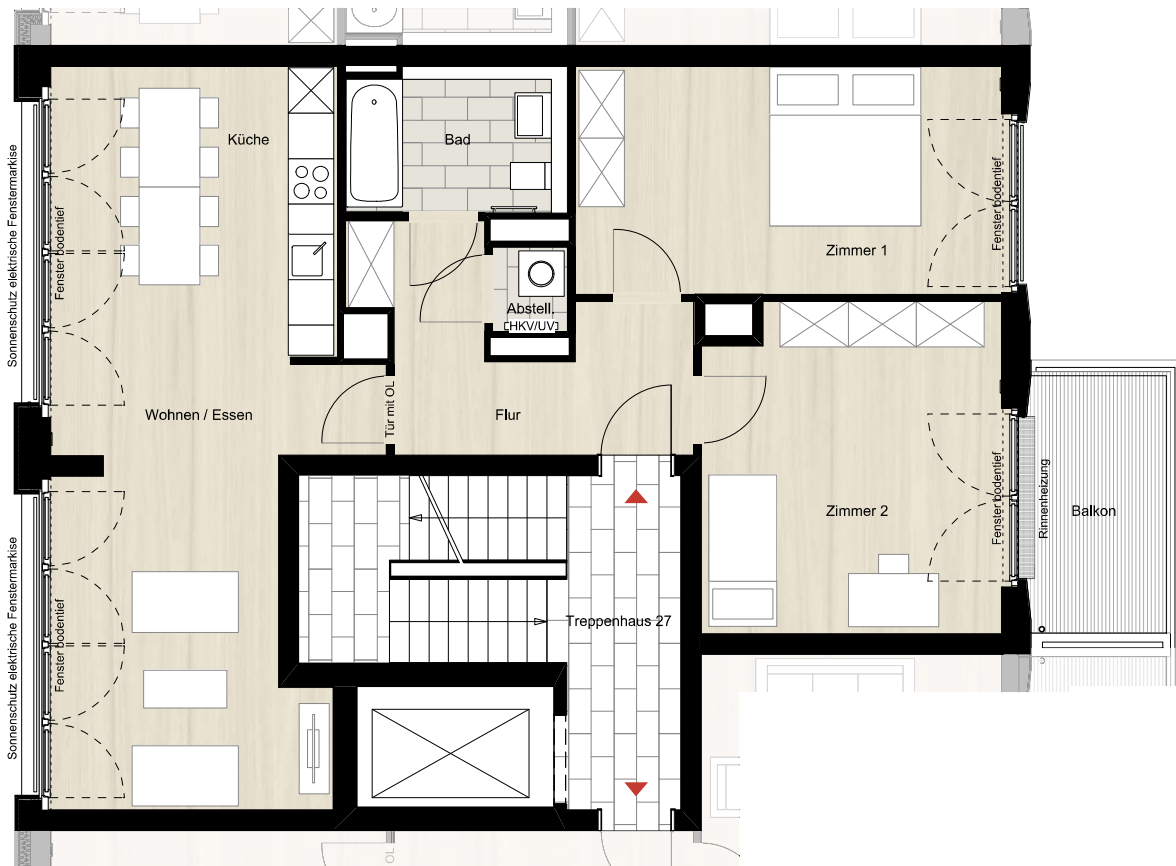 Küche
Bad
Sonnenschutz elektrische Fenstermarkise
Fenster bodentief
Zimmer 1
Fenster bodentief
Abstell.
[HKV/UV]
Wohnen / Essen
Tür mit OL
Flur
Zimmer 2
Fenster bodentief
Rinnenheizung
Balkon
Sonnenschutz elektrische Fenstermarkise
Fenster bodentief
Treppenhaus 27
OL